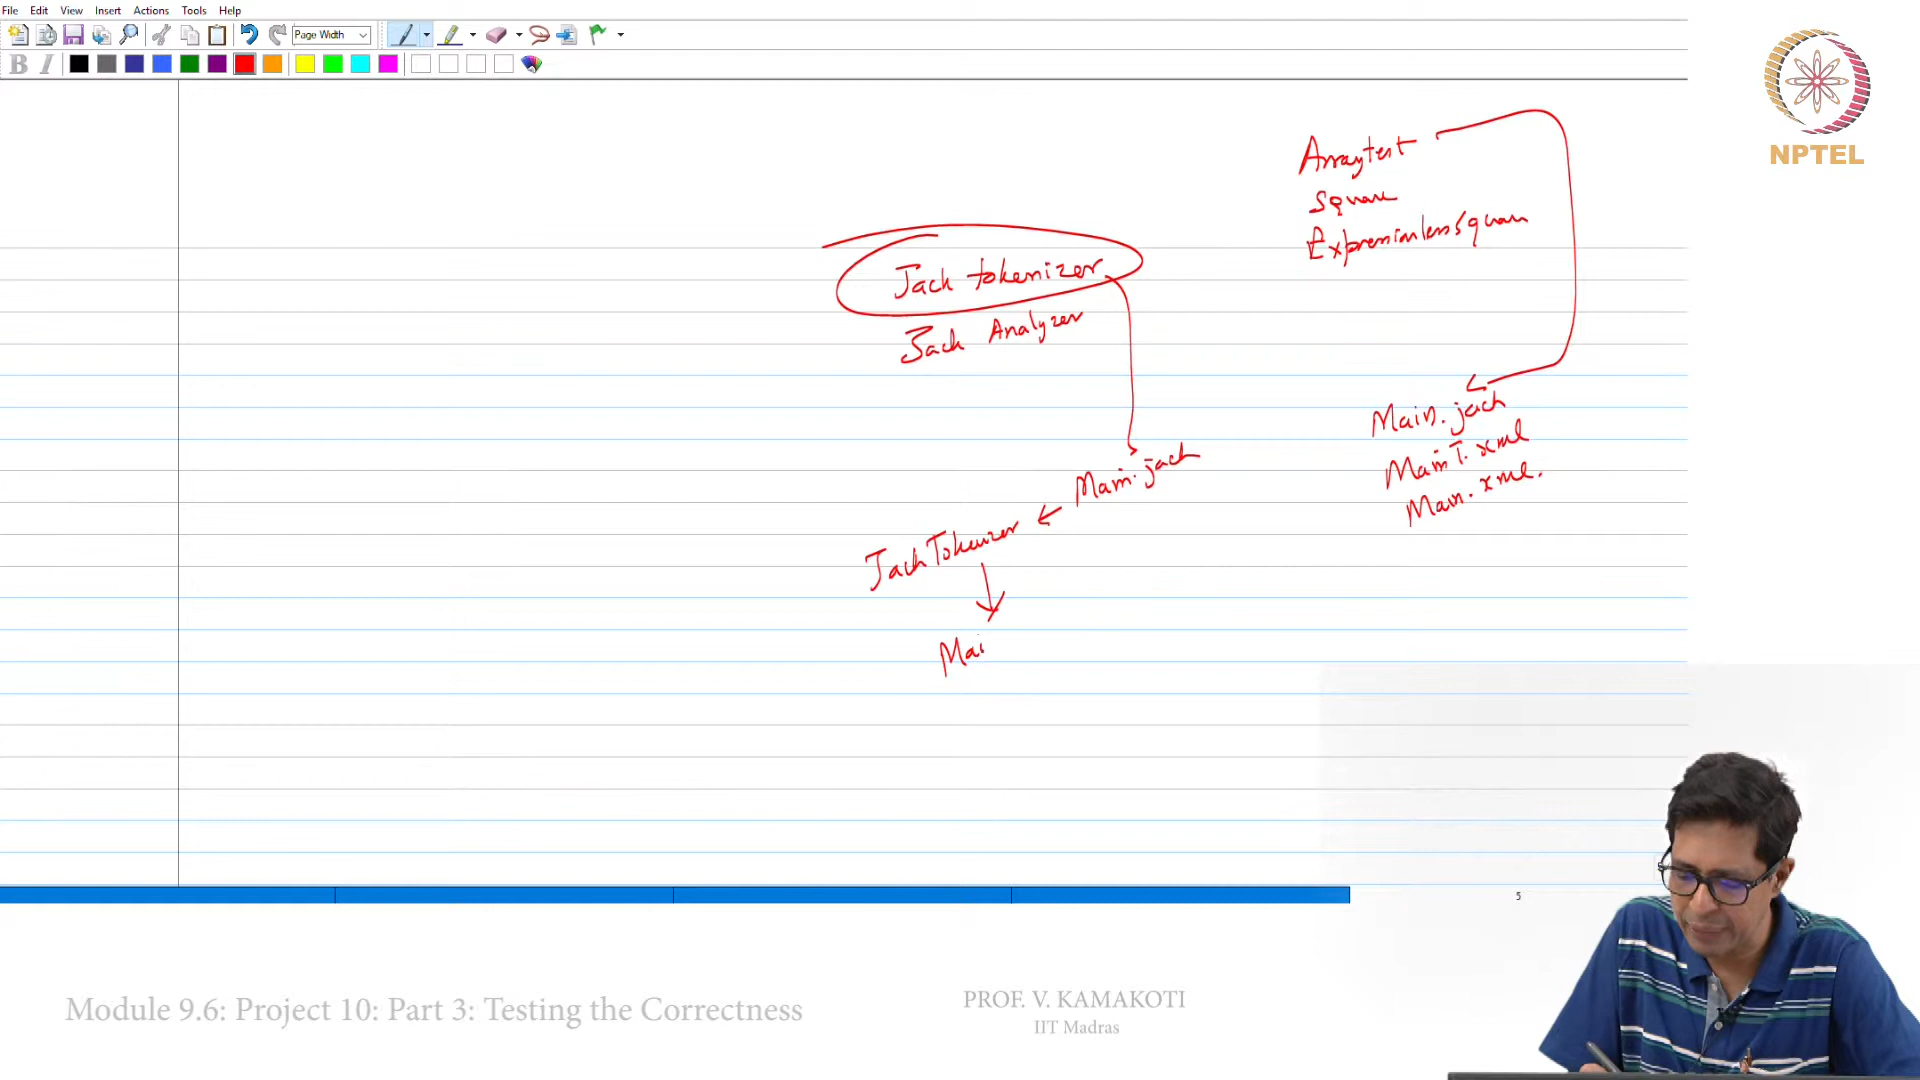 File Edit View Insert Actions Tools Help
Page Width
B I
NPTEL
Arraytest
Square
ExpressionlessSquare
Jack tokenizer
Jack Analyzer
Main.jack
MainT.xml
Main.xml.
Main.jack
JackTokenizer
Mai
5
Module 9.6: Project 10: Part 3: Testing the Correctness
PROF. V. KAMAKOTI
IIT Madras